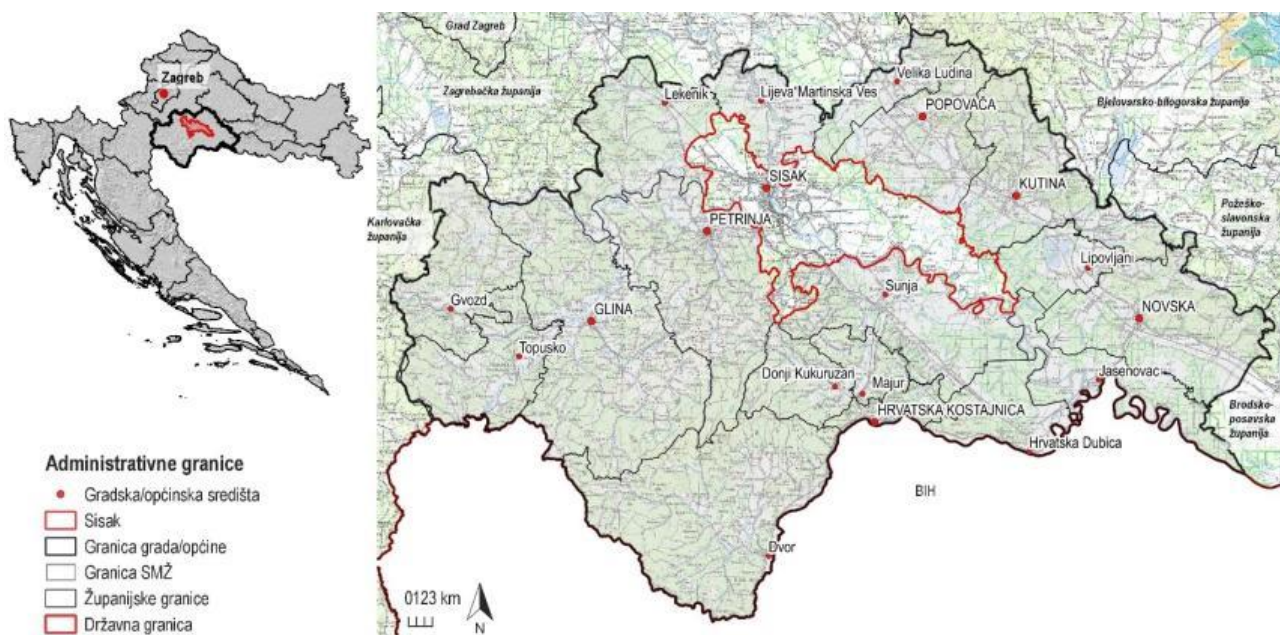 Zagreb
Administrativne granice
Gradska/općinska središta
Sisak
Granica grada/općine
Granica SMŽ
Županijske granice
Državna granica
Grad Zagreb
Zagrebačka županija
Lekenik
Lijeva Martinska Ves
Velika Ludina
POPOVAČA
Bjelovarsko-bilogorska županija
SISAK
KUTINA
PETRINJA
Karlovačka
županija
Požeško-
slavonska
županija
Lipovljani
Sunja
Gvozd
GLINA
NOVSKA
Topusko
Donji Kukuruzari
Majur
Jasenovac
HRVATSKA KOSTAJNICA
Brodsko-
posavska
županija
Hrvatska Dubica
BIH
Dvor
0123 km
N